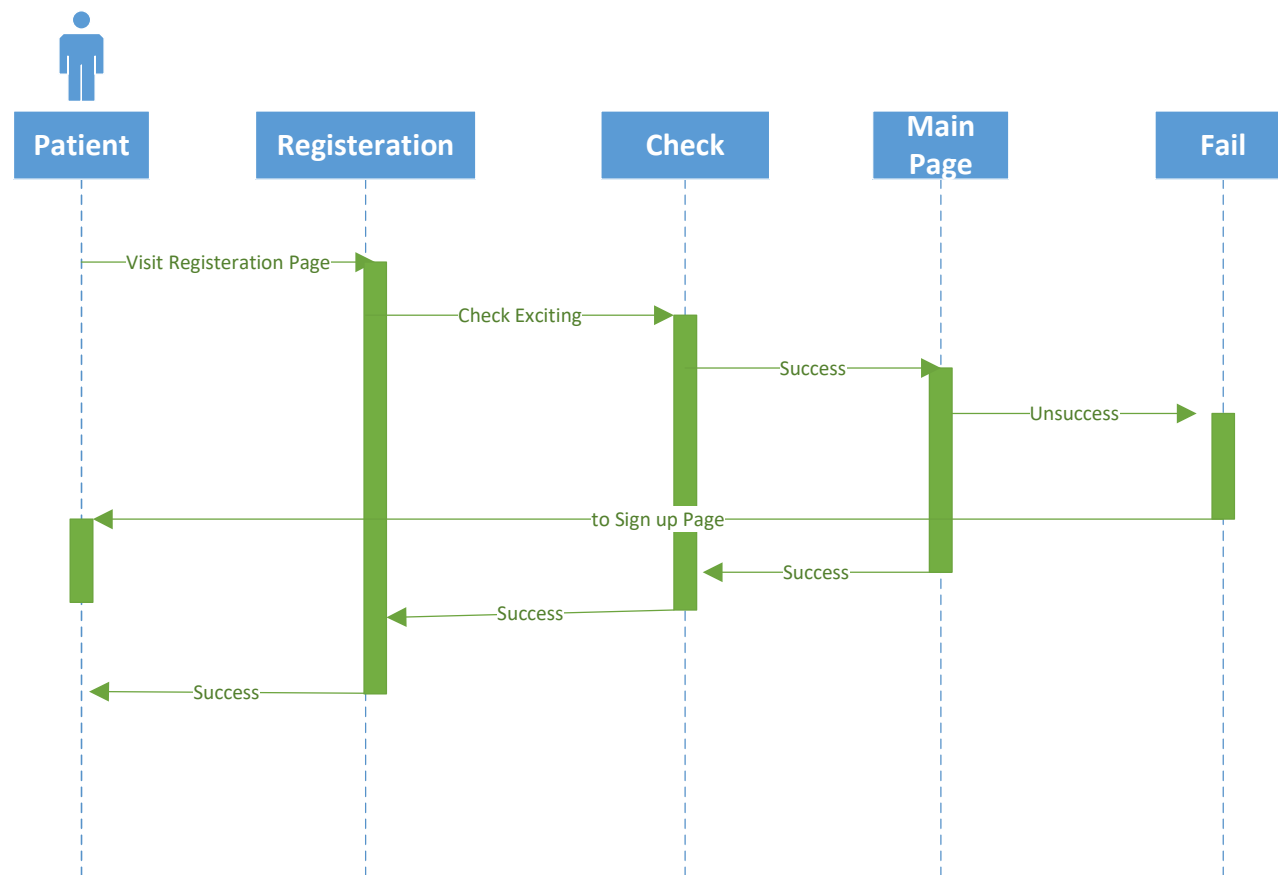 Patient
Registeration
Check
Main
Page
Fail
Visit Registeration Page
Check Exciting
Success
Unsuccess
to Sign up Page
Success
Success
Success